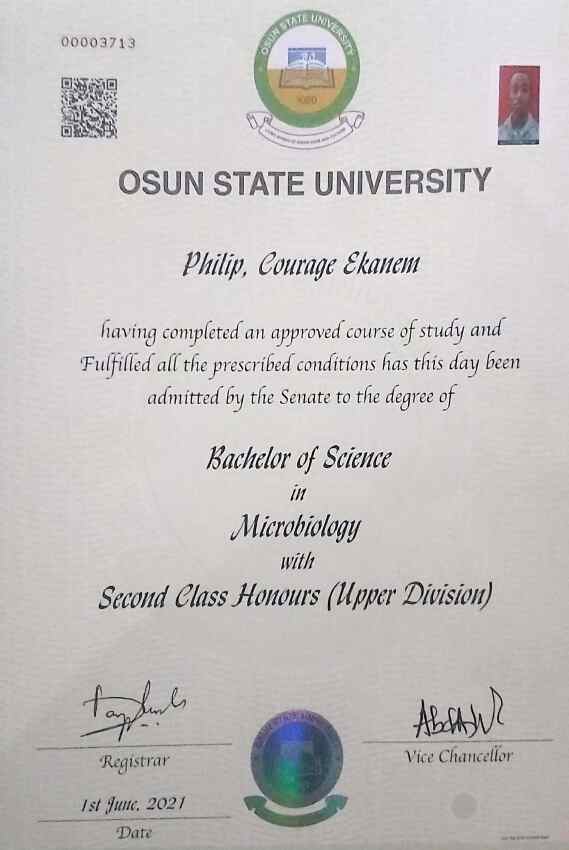 00003713
OSUN STATE UNIVERSITY
OSUN STATE UNIVERSITY
Philip, Courage Ekanem
having completed an approved course of study and
Fulfilled all the prescribed conditions has this day been
admitted by the Senate to the degree of
Bachelor of Science
in
Microbiology
with
Second Class Honours (Upper Division)
Registrar
Vice Chancellor
1st June, 2021
Date